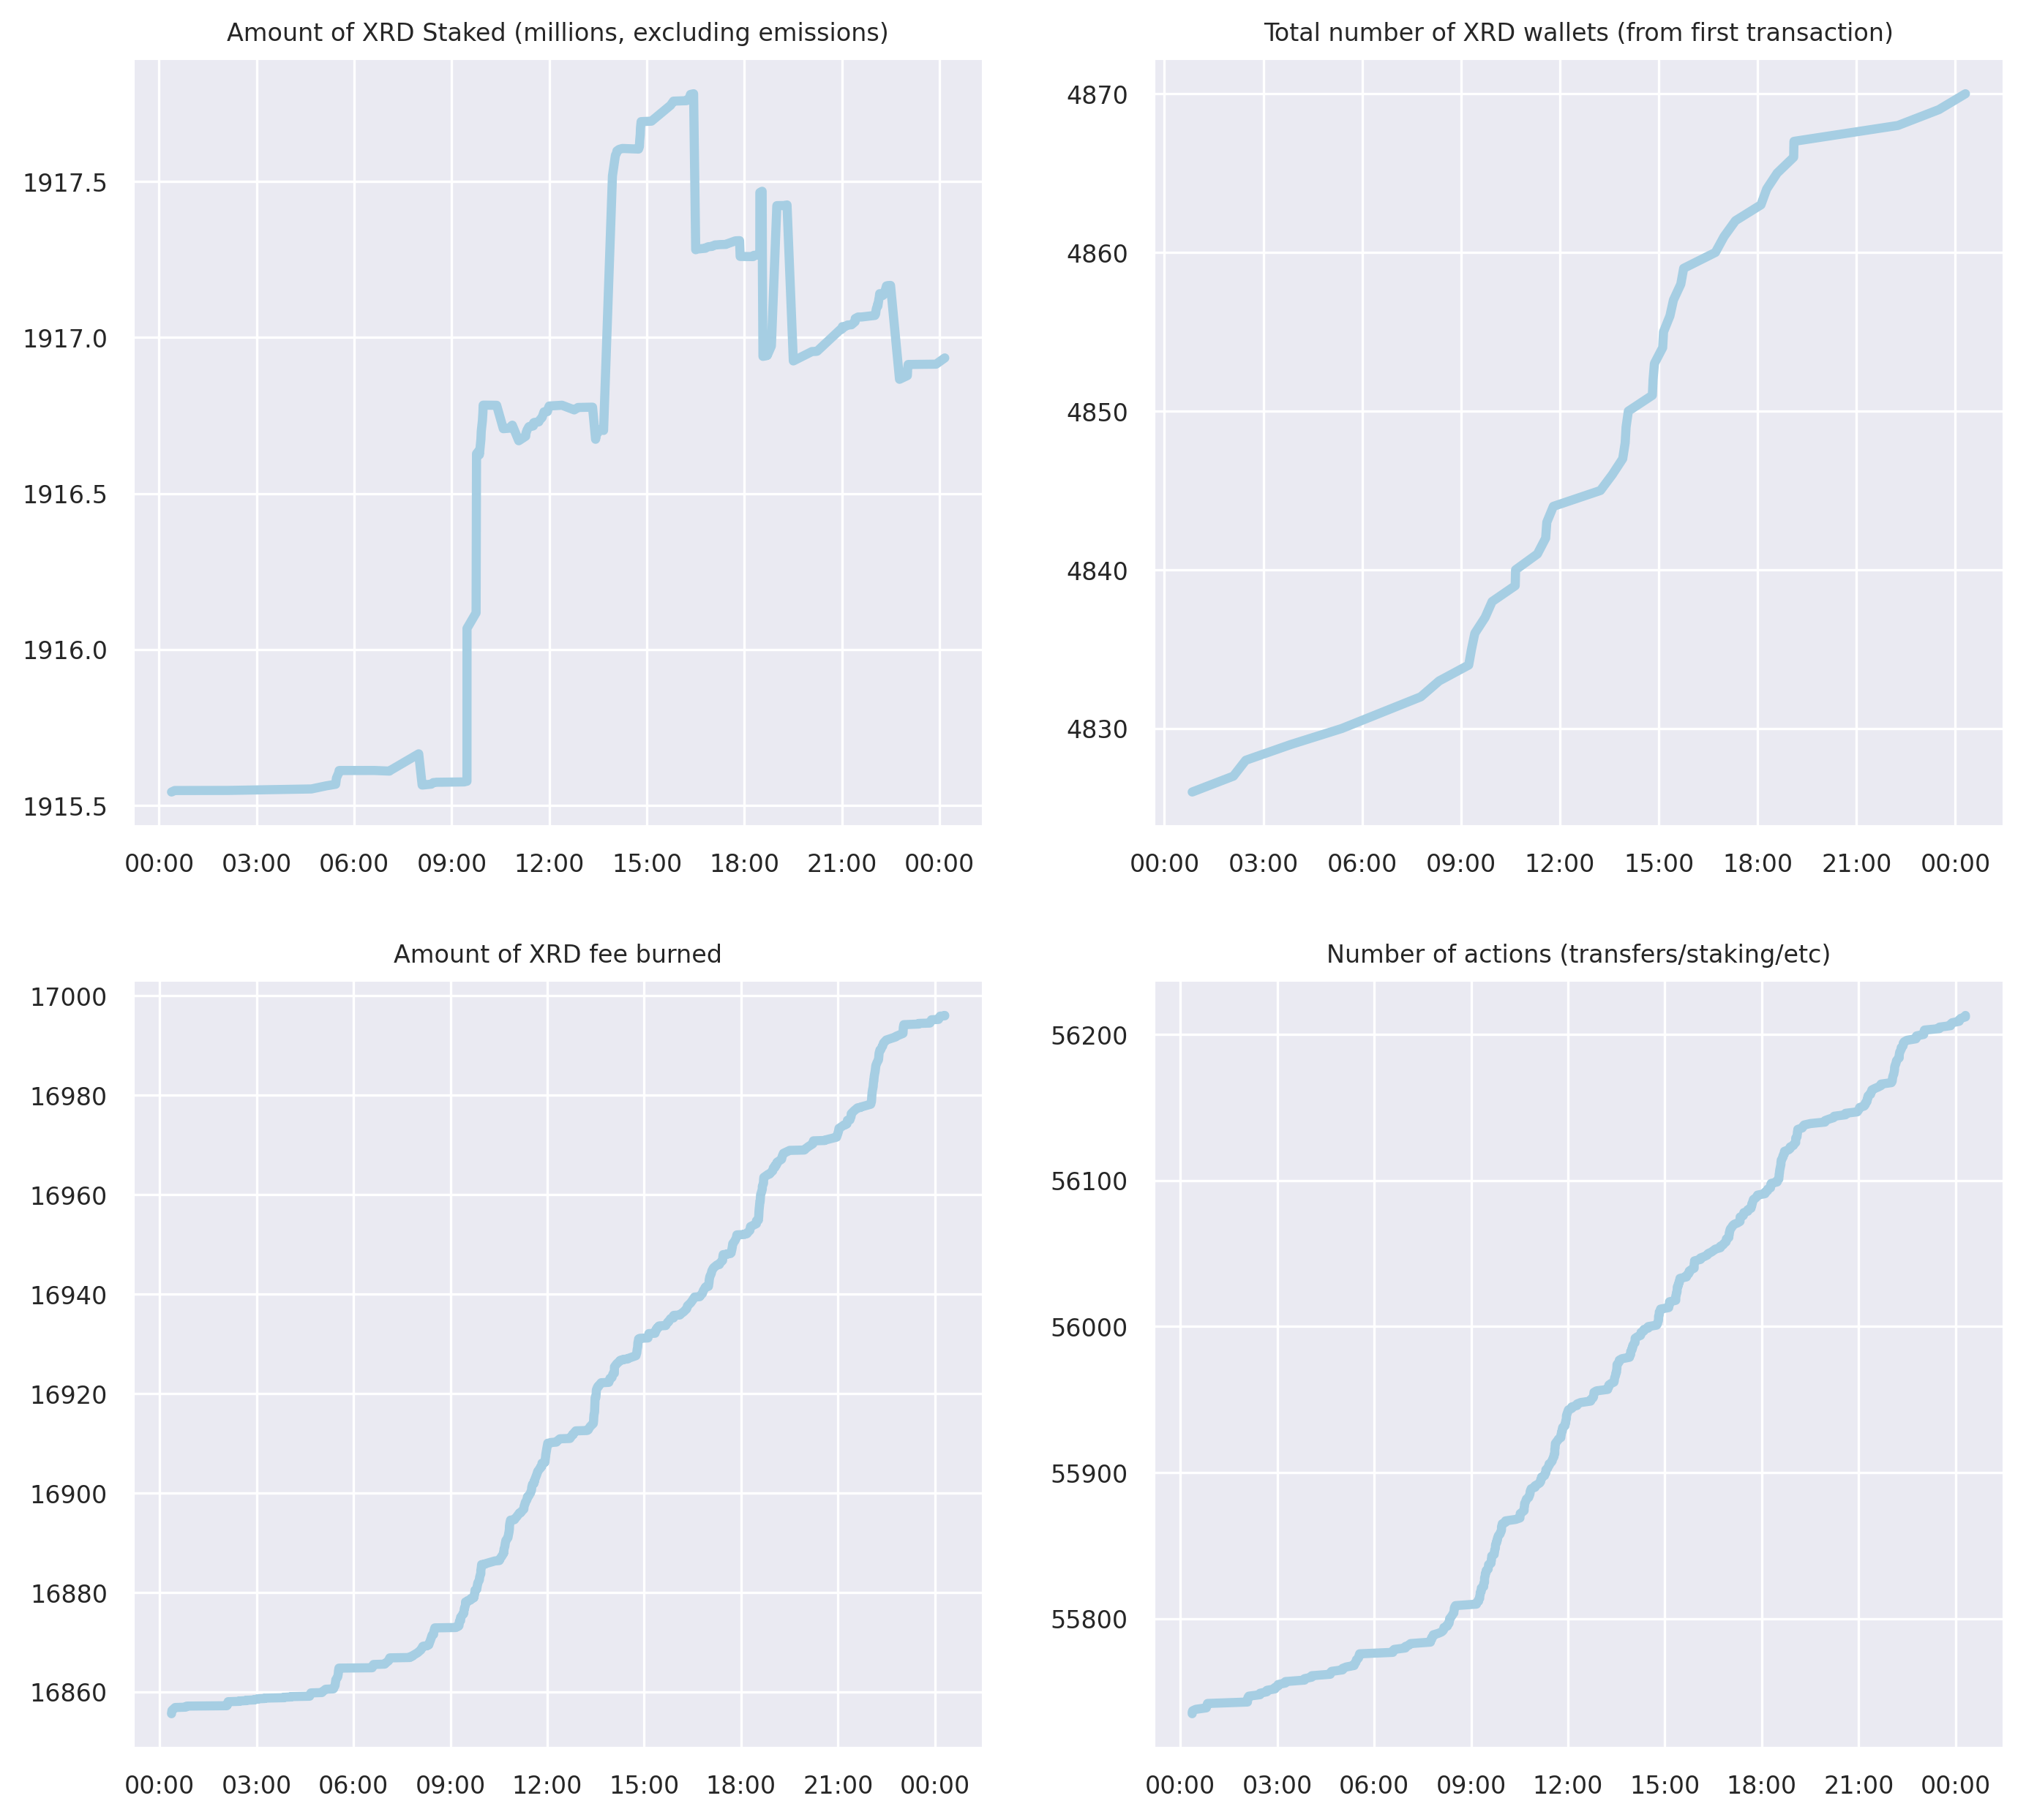 Amount of XRD Staked (millions, excluding emissions)
1917.5
1917.0
1916.5
1916.0
1915.5
00:00 03:00 06:00 09:00 12:00 15:00 18:00 21:00 00:00
Total number of XRD wallets (from first transaction)
4870
4860
4850
4840
4830
00:00 03:00 06:00 09:00 12:00 15:00 18:00 21:00 00:00
Amount of XRD fee burned
17000
16980
16960
16940
16920
16900
16880
16860
00:00 03:00 06:00 09:00 12:00 15:00 18:00 21:00 00:00
Number of actions (transfers/staking/etc)
56200
56100
56000
55900
55800
00:00 03:00 06:00 09:00 12:00 15:00 18:00 21:00 00:00